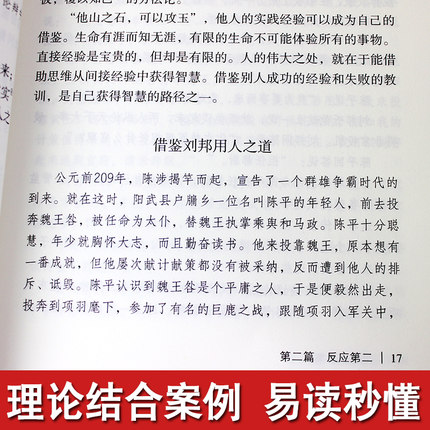 “他山之石，可以攻玉”，他人的实践经验可以成为自己的
借鉴。生命有涯而知无涯，有限的生命不可能体验所有的事物。
直接经验是宝贵的，但却是有限的。人的伟大之处，就在于能借
助思维从间接经验中获得智慧。借鉴别人成功的经验和失败的教
训，是自己获得智慧的路径之一。
借鉴刘邦用人之道
公元前209年，陈涉揭竿而起，宣告了一个群雄争霸时代的
到来。就在这时，阳武县户牖乡一位名叫陈平的年轻人，前去投
奔魏王咎，被任命为太仆，替魏王执掌乘舆和马政。陈平十分聪
慧，年少就胸怀大志，而且勤奋读书。他来投靠魏王，原本想有
一番成就，但他屡次献计献策都没有被采纳，反而遭到他人的排
斥、诋毁。陈平认识到魏王咎是个平庸之人，于是便毅然出走，
投奔到项羽麾下，参加了有名的巨鹿之战，跟随项羽入军关中，
第二篇 反应第二 17
理论结合案例 易读秒懂